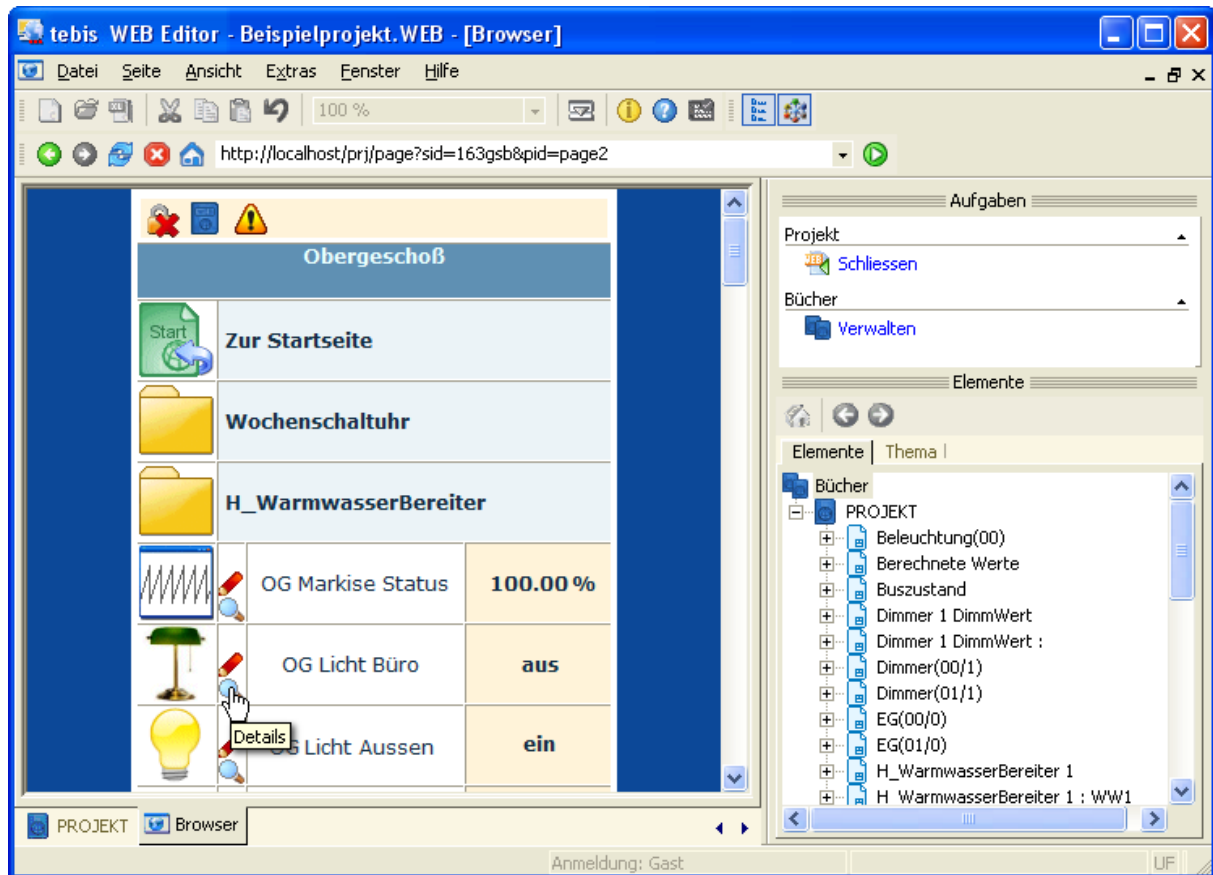 tebis WEB Editor - Beispielprojekt.WEB - [Browser]
Datei Seite Ansicht Extras Fenster Hilfe
100 %
http://localhost/prj/page?sid=163gsb&pid=page2
Obergeschoß
Start
Zur Startseite
Wochenschaltuhr
H_WarmwasserBereiter
OG Markise Status 100.00 %
OG Licht Büro aus
Details
OG Licht Aussen ein
PROJEKT Browser
Aufgaben
Projekt
Schliessen
Bücher
Verwalten
Elemente
Elemente Thema
Bücher
PROJEKT
Beleuchtung(00)
Berechnete Werte
Buszustand
Dimmer 1 DimmWert
Dimmer 1 DimmWert :
Dimmer(00/1)
Dimmer(01/1)
EG(00/0)
EG(01/0)
H_WarmwasserBereiter 1
H_WarmwasserBereiter 1 : WW1
Anmeldung: Gast
UF